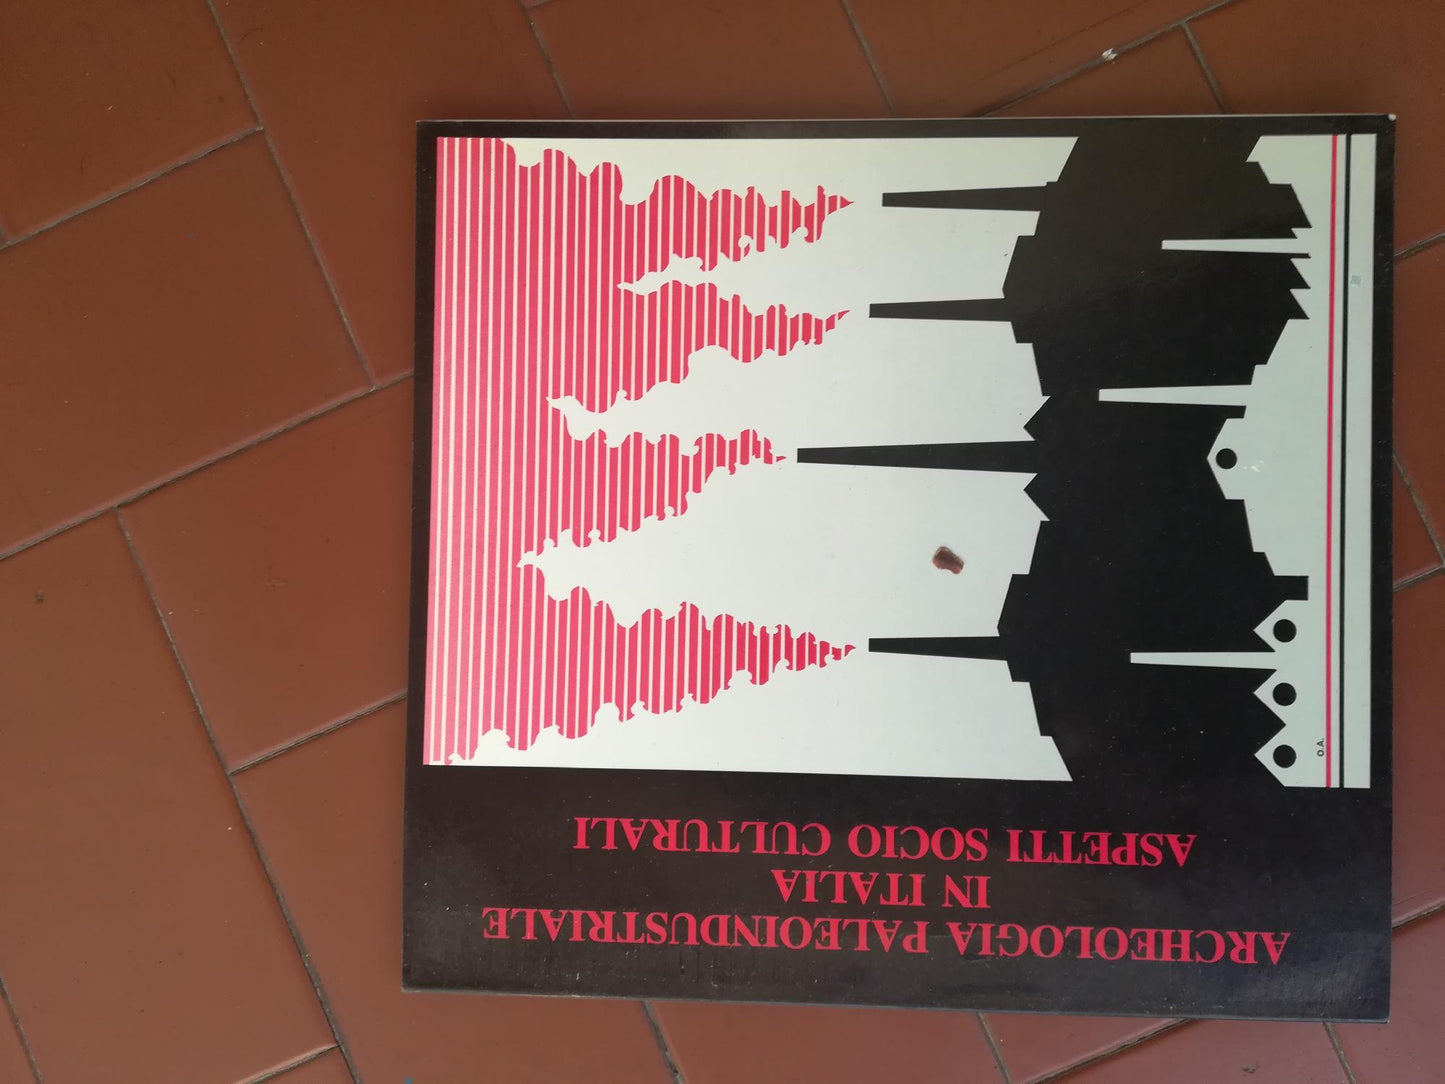 ARCHEOLOGIA PALEOINDUSTRIALE
IN ITALIA
ASPETTI SOCIO CULTURALI
O.A.